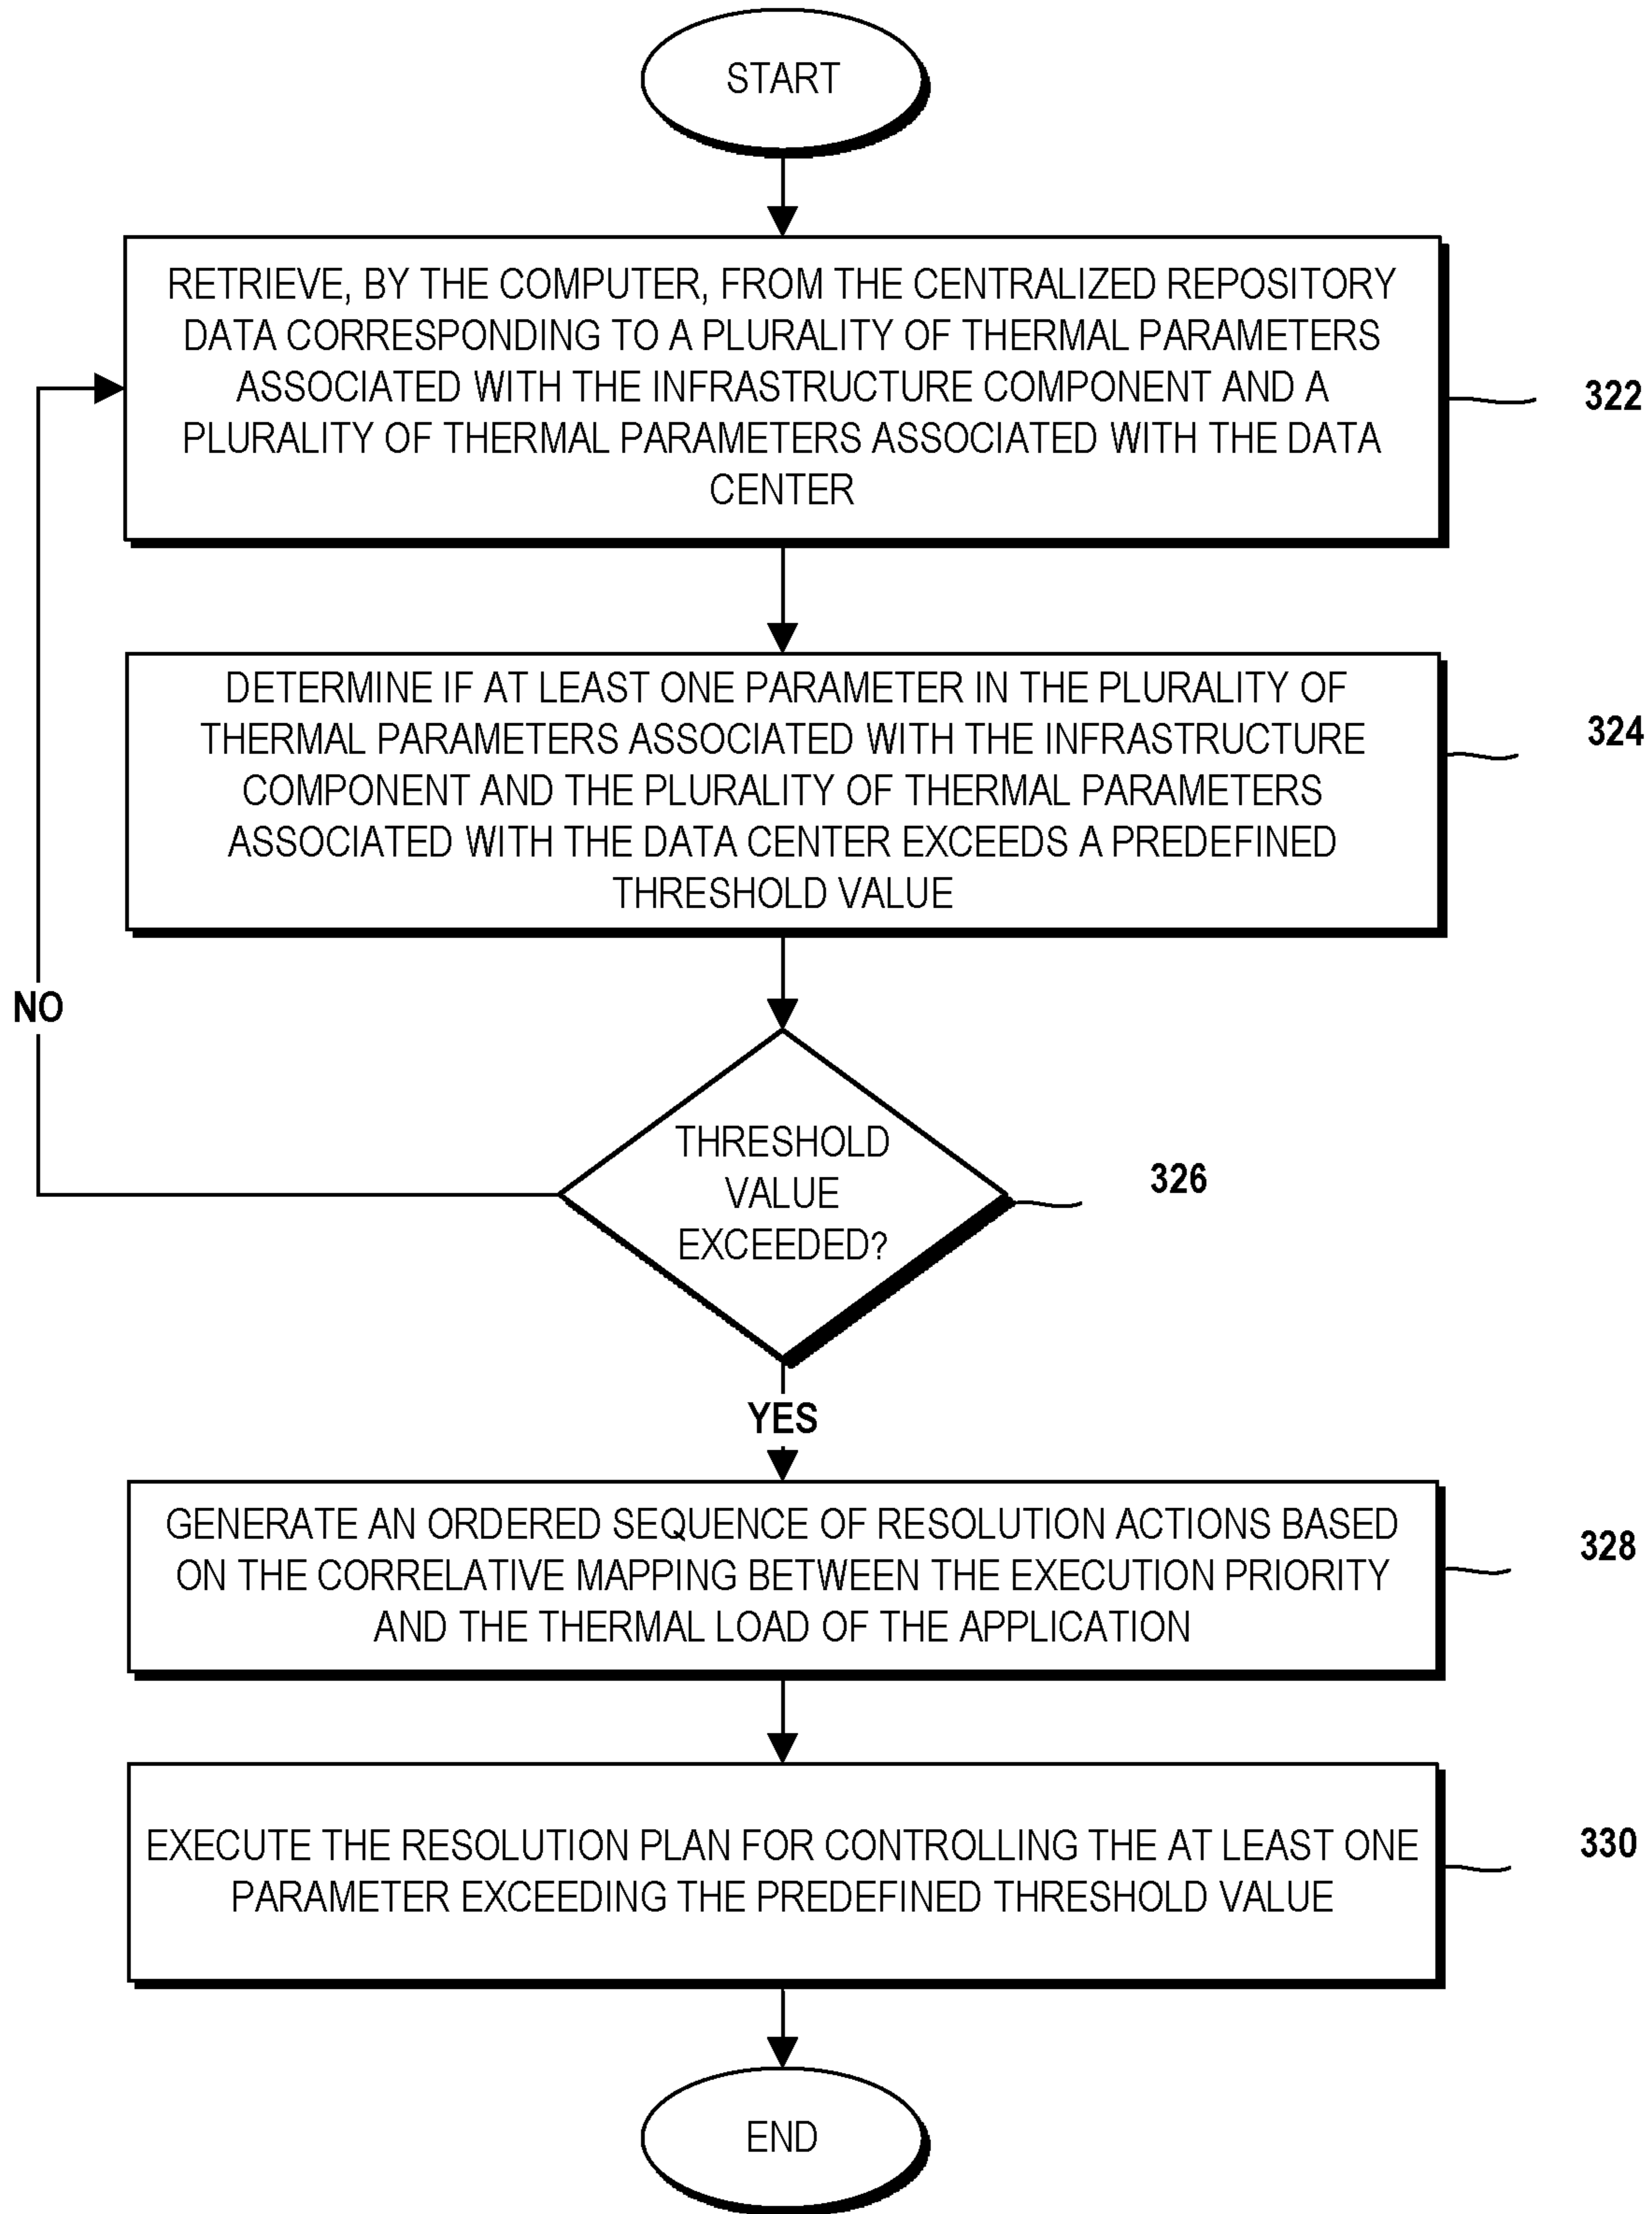 START
RETRIEVE, BY THE COMPUTER, FROM THE CENTRALIZED REPOSITORY
DATA CORRESPONDING TO A PLURALITY OF THERMAL PARAMETERS
ASSOCIATED WITH THE INFRASTRUCTURE COMPONENT AND A
PLURALITY OF THERMAL PARAMETERS ASSOCIATED WITH THE DATA
CENTER
322
DETERMINE IF AT LEAST ONE PARAMETER IN THE PLURALITY OF
THERMAL PARAMETERS ASSOCIATED WITH THE INFRASTRUCTURE
COMPONENT AND THE PLURALITY OF THERMAL PARAMETERS
ASSOCIATED WITH THE DATA CENTER EXCEEDS A PREDEFINED
THRESHOLD VALUE
324
NO
THRESHOLD
VALUE
EXCEEDED?
326
YES
GENERATE AN ORDERED SEQUENCE OF RESOLUTION ACTIONS BASED
ON THE CORRELATIVE MAPPING BETWEEN THE EXECUTION PRIORITY
AND THE THERMAL LOAD OF THE APPLICATION
328
EXECUTE THE RESOLUTION PLAN FOR CONTROLLING THE AT LEAST ONE
PARAMETER EXCEEDING THE PREDEFINED THRESHOLD VALUE
330
END